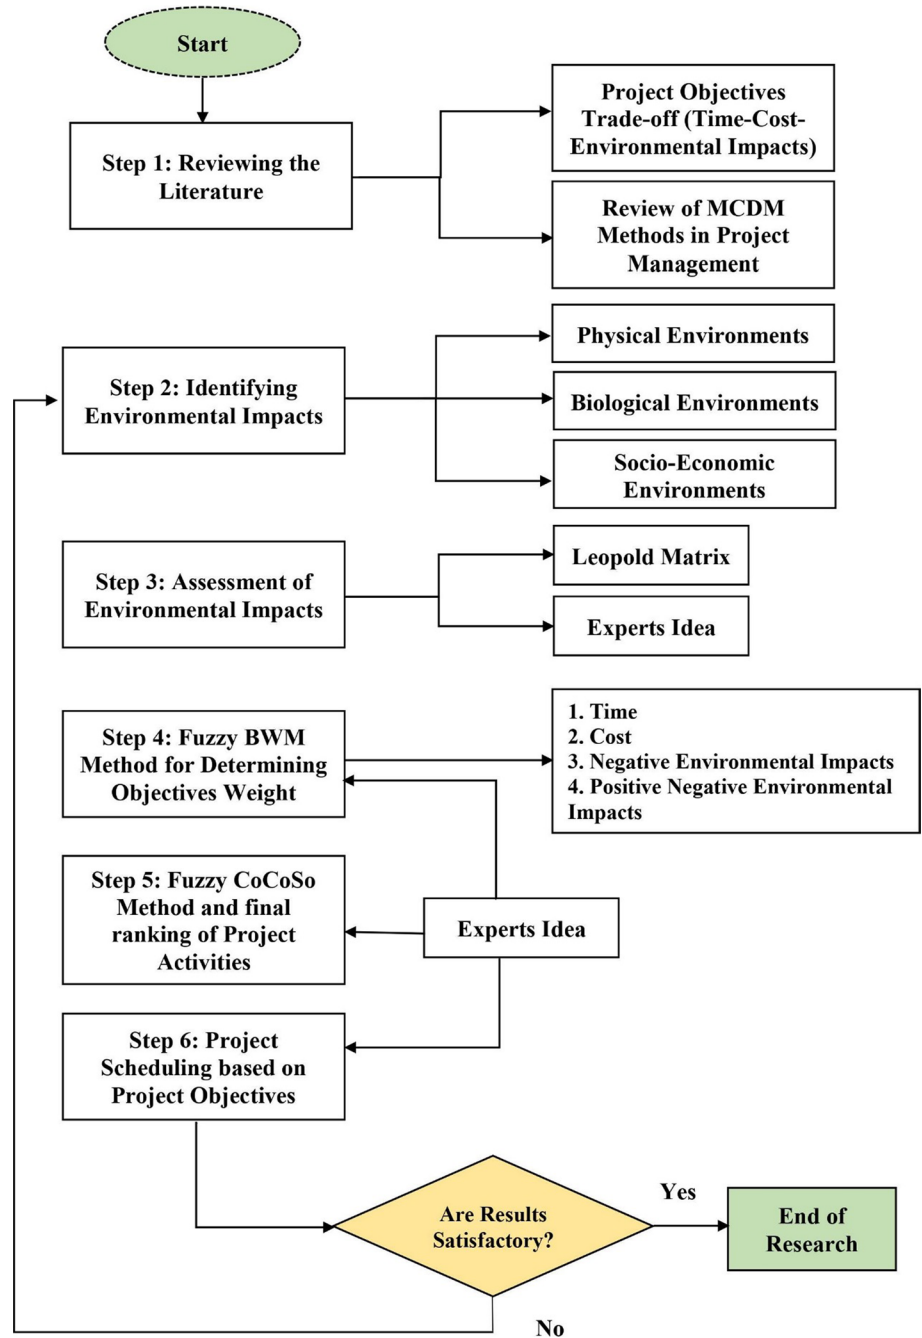 Start
Step 1: Reviewing the
Literature
Project Objectives
Trade-off (Time-Cost-
Environmental Impacts)
Review of MCDM
Methods in Project
Management
Step 2: Identifying
Environmental Impacts
Physical Environments
Biological Environments
Socio-Economic
Environments
Step 3: Assessment of
Environmental Impacts
Leopold Matrix
Experts Idea
Step 4: Fuzzy BWM
Method for Determining
Objectives Weight
1. Time
2. Cost
3. Negative Environmental Impacts
4. Positive Negative Environmental
Impacts
Step 5: Fuzzy CoCoSo
Method and final
ranking of Project
Activities
Experts Idea
Step 6: Project
Scheduling based on
Project Objectives
Are Results
Satisfactory?
Yes
End of
Research
No